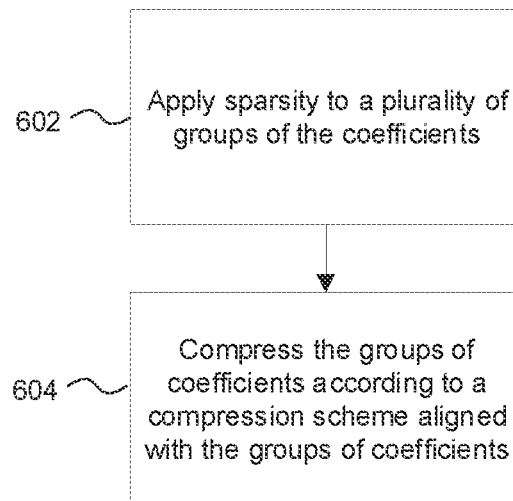 602
Apply sparsity to a plurality of
groups of the coefficients
604
Compress the groups of
coefficients according to a
compression scheme aligned
with the groups of coefficients